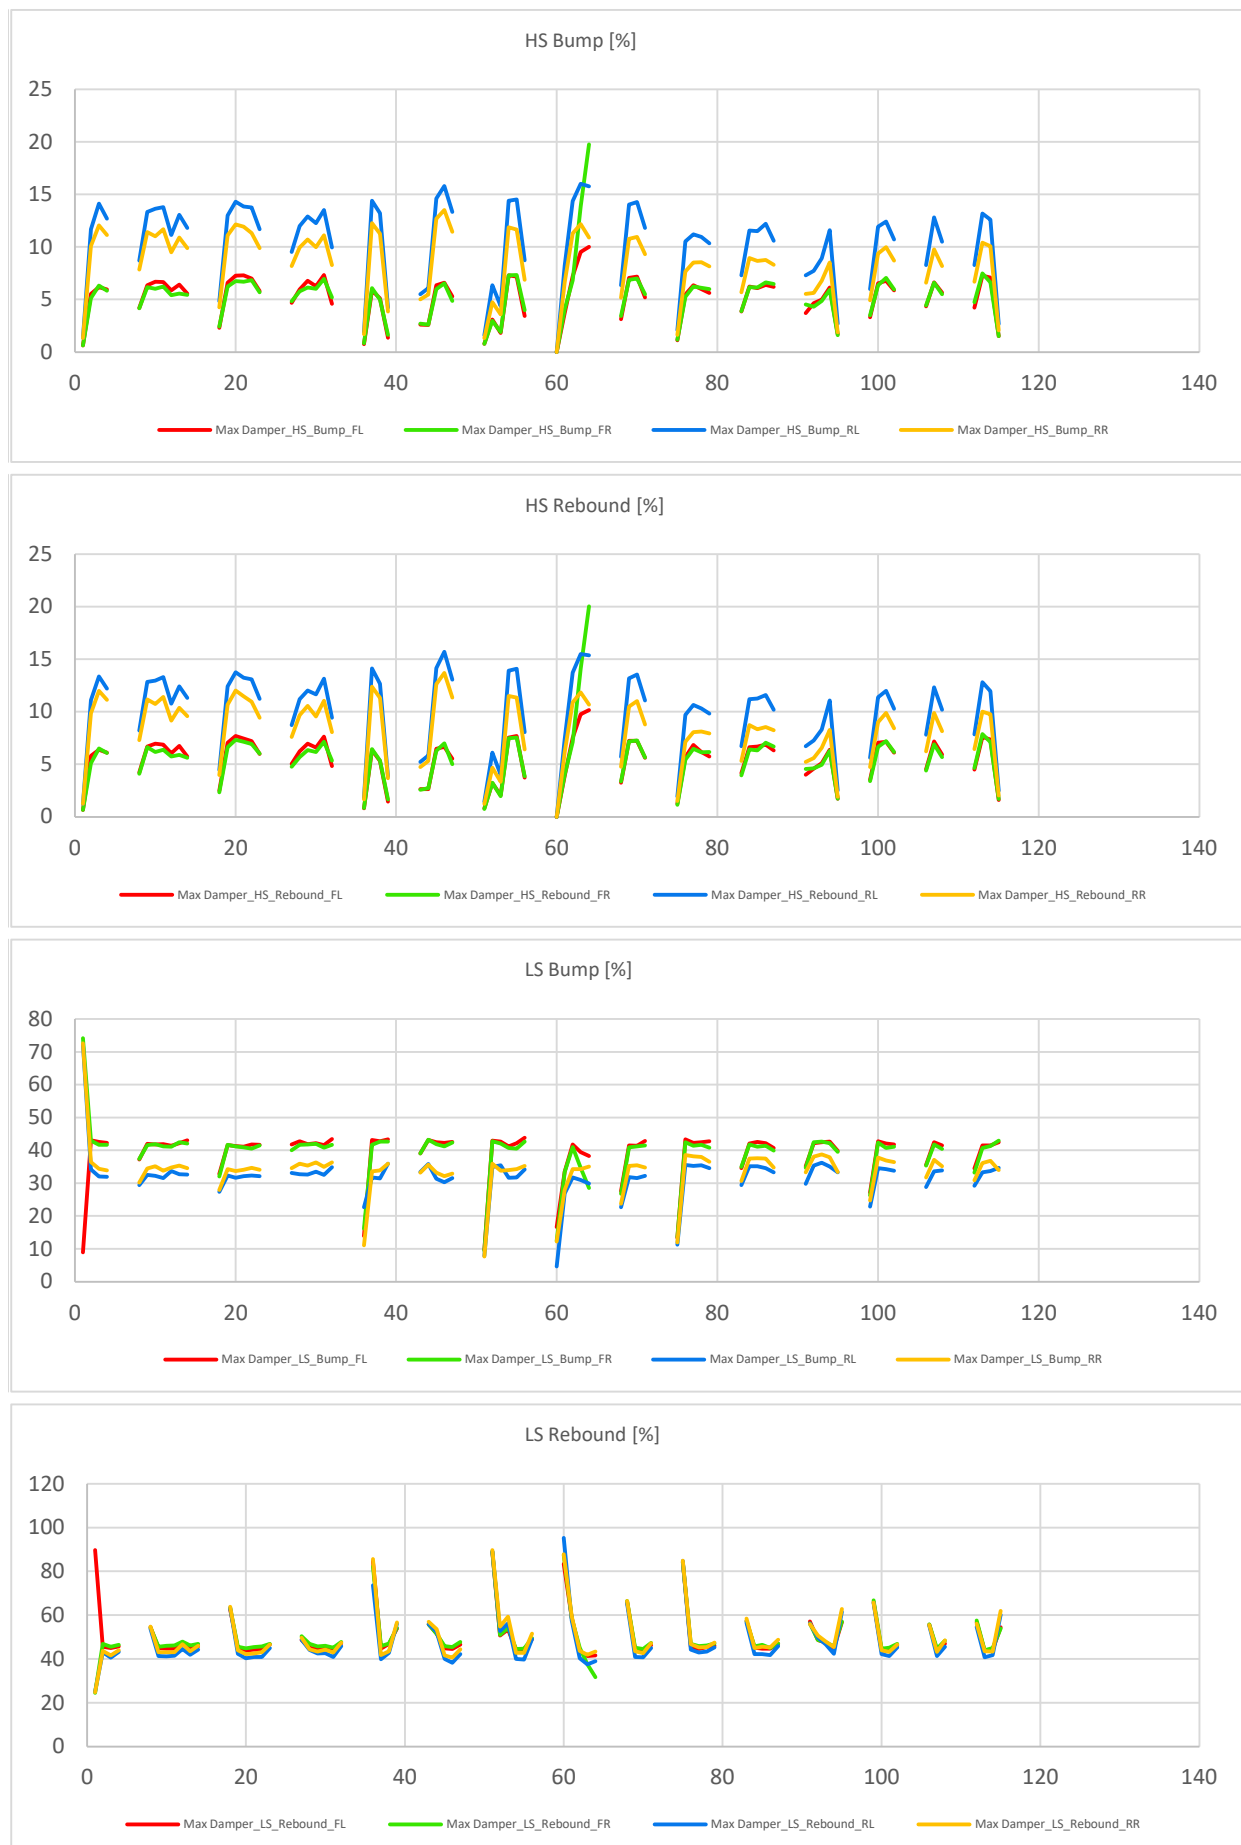 HS Bump [%]
25
20
15
10
5
0
0 20 40 60 80 100 120 140
Max Damper_HS_Bump_FL Max Damper_HS_Bump_FR Max Damper_HS_Bump_RL Max Damper_HS_Bump_RR
HS Rebound [%]
25
20
15
10
5
0
0 20 40 60 80 100 120 140
Max Damper_HS_Rebound_FL Max Damper_HS_Rebound_FR Max Damper_HS_Rebound_RL Max Damper_HS_Rebound_RR
LS Bump [%]
80
70
60
50
40
30
20
10
0
0 20 40 60 80 100 120 140
Max Damper_LS_Bump_FL Max Damper_LS_Bump_FR Max Damper_LS_Bump_RL Max Damper_LS_Bump_RR
LS Rebound [%]
120
100
80
60
40
20
0
0 20 40 60 80 100 120 140
Max Damper_LS_Rebound_FL Max Damper_LS_Rebound_FR Max Damper_LS_Rebound_RL Max Damper_LS_Rebound_RR